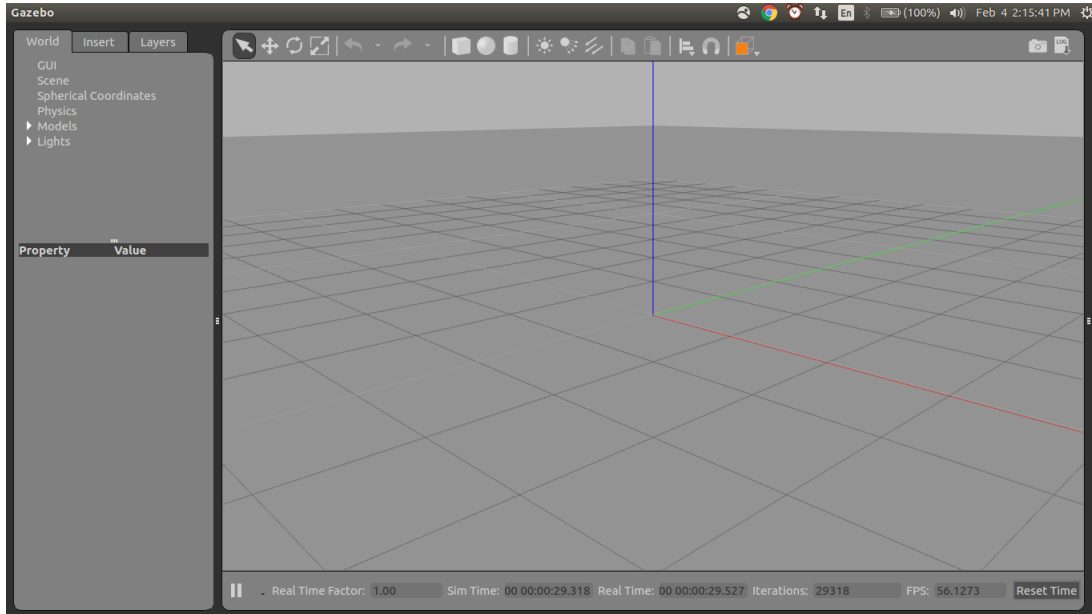 Gazebo
En (100%) Feb 4 2:15:41 PM
World Insert Layers
GUI
Scene
Spherical Coordinates
Physics
Models
Lights
Property Value
LOG
Real Time Factor: 1.00 Sim Time: 00 00:00:29.318 Real Time: 00 00:00:29.527 Iterations: 29318 FPS: 56.1273 Reset Time